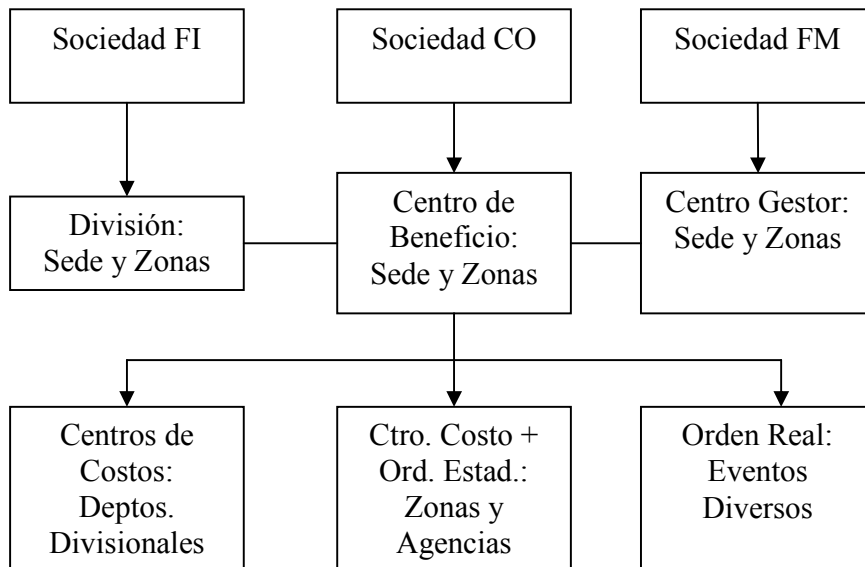 Sociedad FI
Sociedad CO
Sociedad FM
División:
Sede y Zonas
Centro de
Beneficio:
Sede y Zonas
Centro Gestor:
Sede y Zonas
Centros de
Costos:
Deptos.
Divisionales
Ctro. Costo +
Ord. Estad.:
Zonas y
Agencias
Orden Real:
Eventos
Diversos